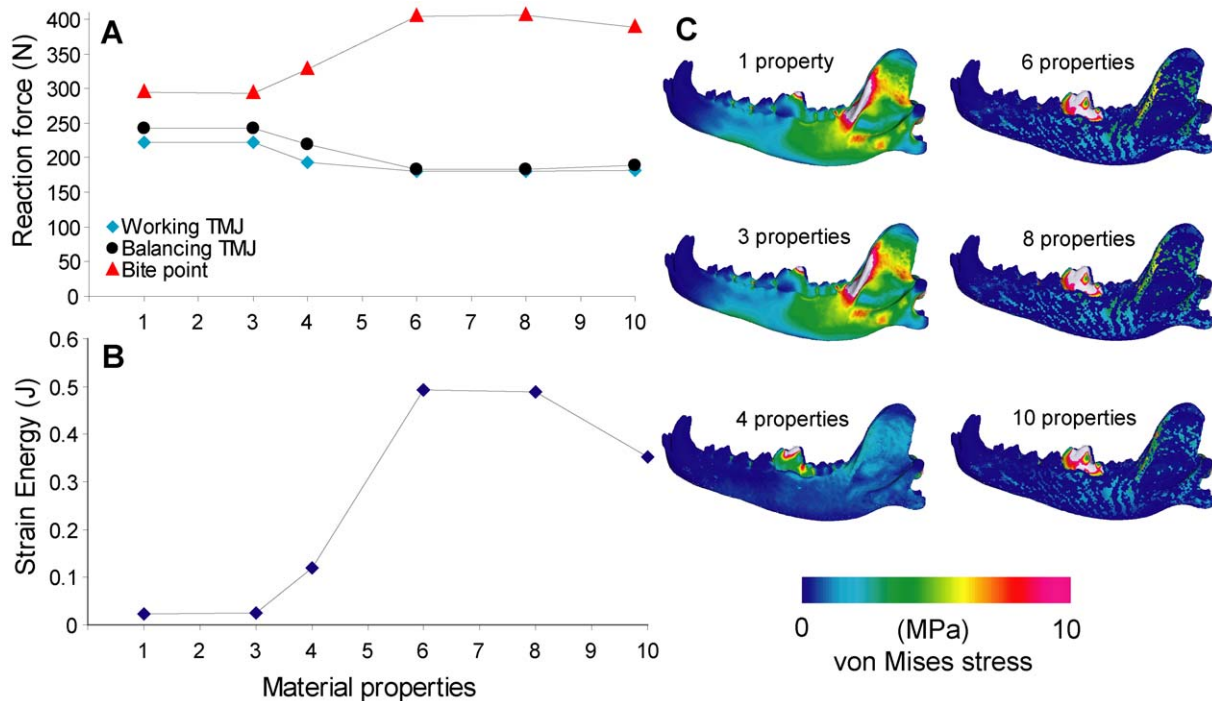 A
Reaction force (N)
400
350
300
250
200
150
100
50
0
Working TMJ
Balancing TMJ
Bite point
1 2 3 4 5 6 7 8 9 10
B
Strain Energy (J)
0.6
0.5
0.4
0.3
0.2
0.1
0
1 2 3 4 5 6 7 8 9 10
Material properties
C
1 property
6 properties
3 properties
8 properties
4 properties
10 properties
0 (MPa) 10
von Mises stress